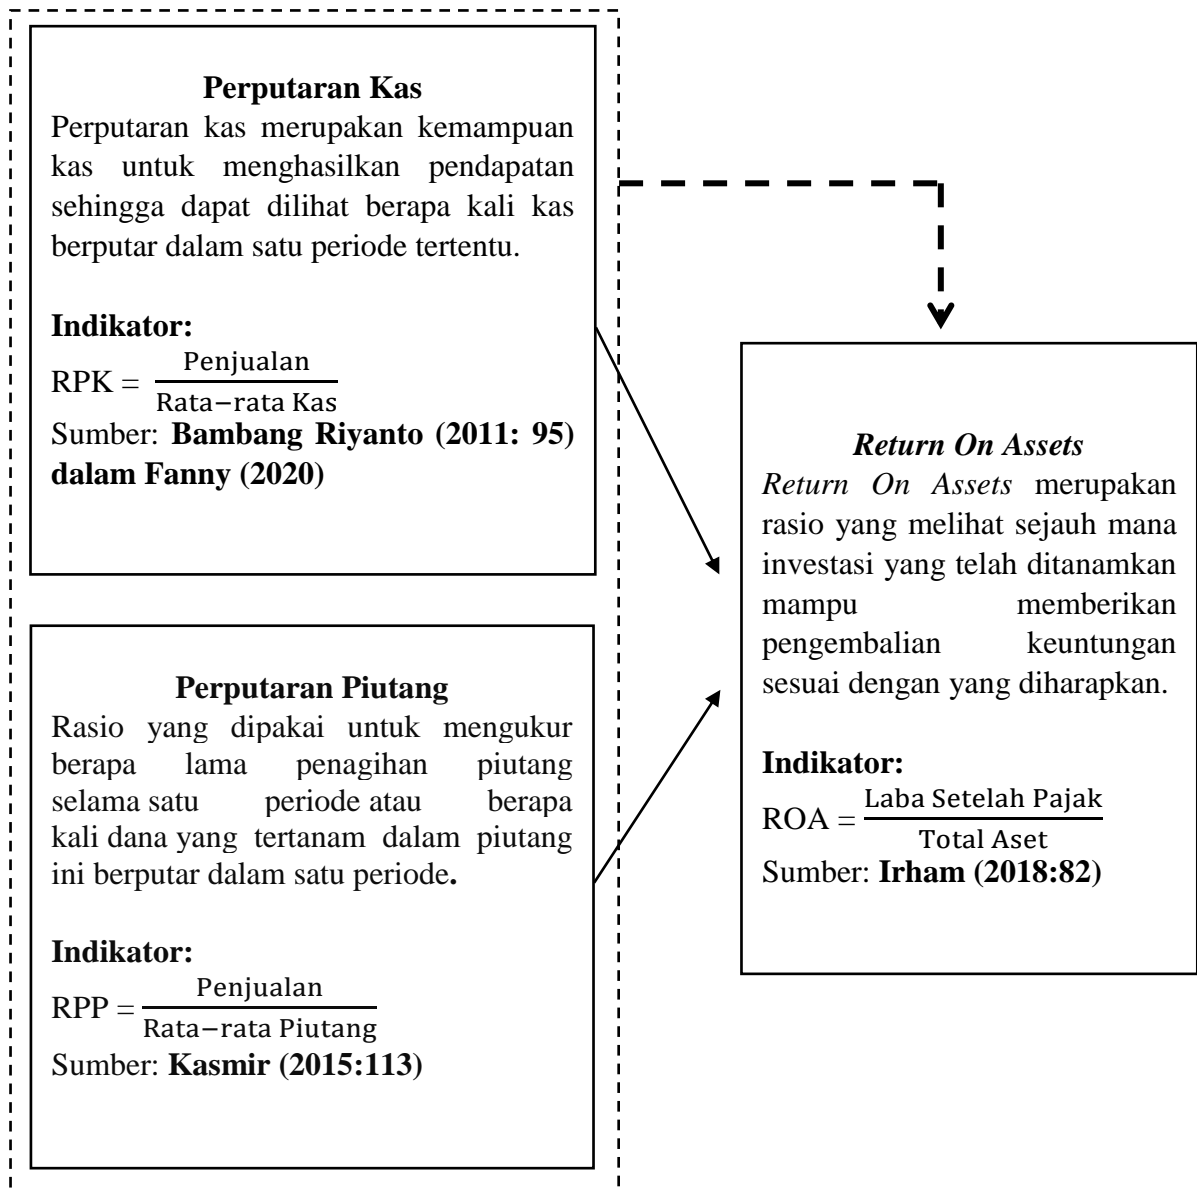 Perputaran Kas
Perputaran kas merupakan kemampuan
kas untuk menghasilkan pendapatan
sehingga dapat dilihat berapa kali kas
berputar dalam satu periode tertentu.
Indikator:
RPK = Penjualan
Rata−rata Kas
Sumber: Bambang Riyanto (2011: 95)
dalam Fanny (2020)
Perputaran Piutang
Rasio yang dipakai untuk mengukur
berapa lama penagihan piutang
selama satu periode atau berapa
kali dana yang tertanam dalam piutang
ini berputar dalam satu periode.
Indikator:
RPP = Penjualan
Rata−rata Piutang
Sumber: Kasmir (2015:113)
Return On Assets
Return On Assets merupakan
rasio yang melihat sejauh mana
investasi yang telah ditanamkan
mampu memberikan
pengembalian keuntungan
sesuai dengan yang diharapkan.
Indikator:
ROA = Laba Setelah Pajak
Total Aset
Sumber: Irham (2018:82)